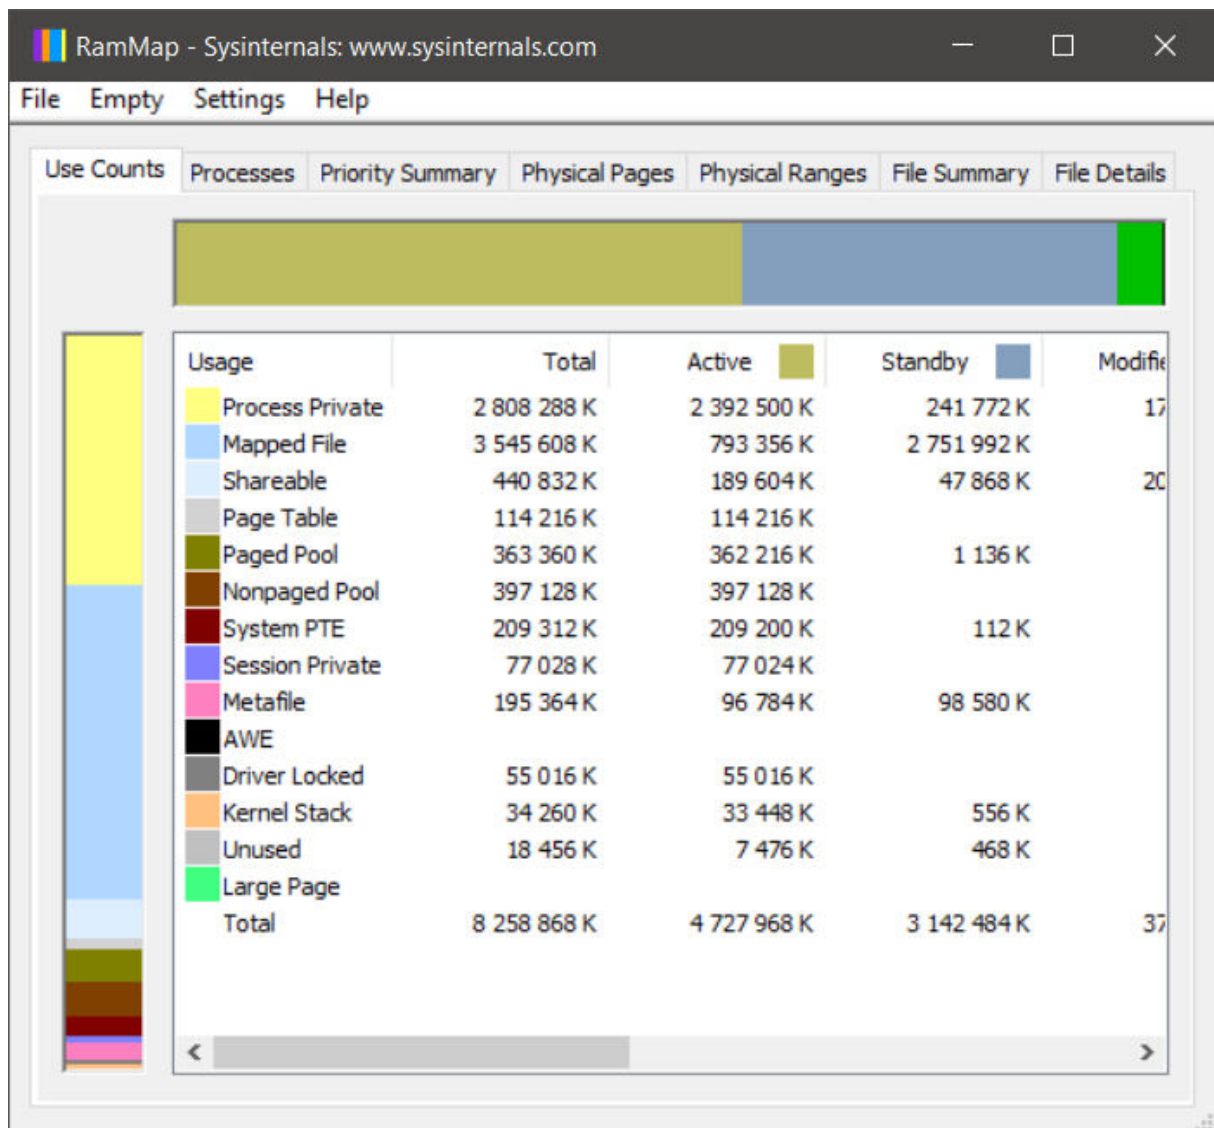 RamMap - Sysinternals: www.sysinternals.com
File Empty Settings Help
Use Counts Processes Priority Summary Physical Pages Physical Ranges File Summary File Details
Usage Total Active Standby Modifie
Process Private 2 808 288 K 2 392 500 K 241 772 K 17
Mapped File 3 545 608 K 793 356 K 2 751 992 K
Shareable 440 832 K 189 604 K 47 868 K 20
Page Table 114 216 K 114 216 K
Paged Pool 363 360 K 362 216 K 1 136 K
Nonpaged Pool 397 128 K 397 128 K
System PTE 209 312 K 209 200 K 112 K
Session Private 77 028 K 77 024 K
Metafile 195 364 K 96 784 K 98 580 K
AWE
Driver Locked 55 016 K 55 016 K
Kernel Stack 34 260 K 33 448 K 556 K
Unused 18 456 K 7 476 K 468 K
Large Page
Total 8 258 868 K 4 727 968 K 3 142 484 K 37